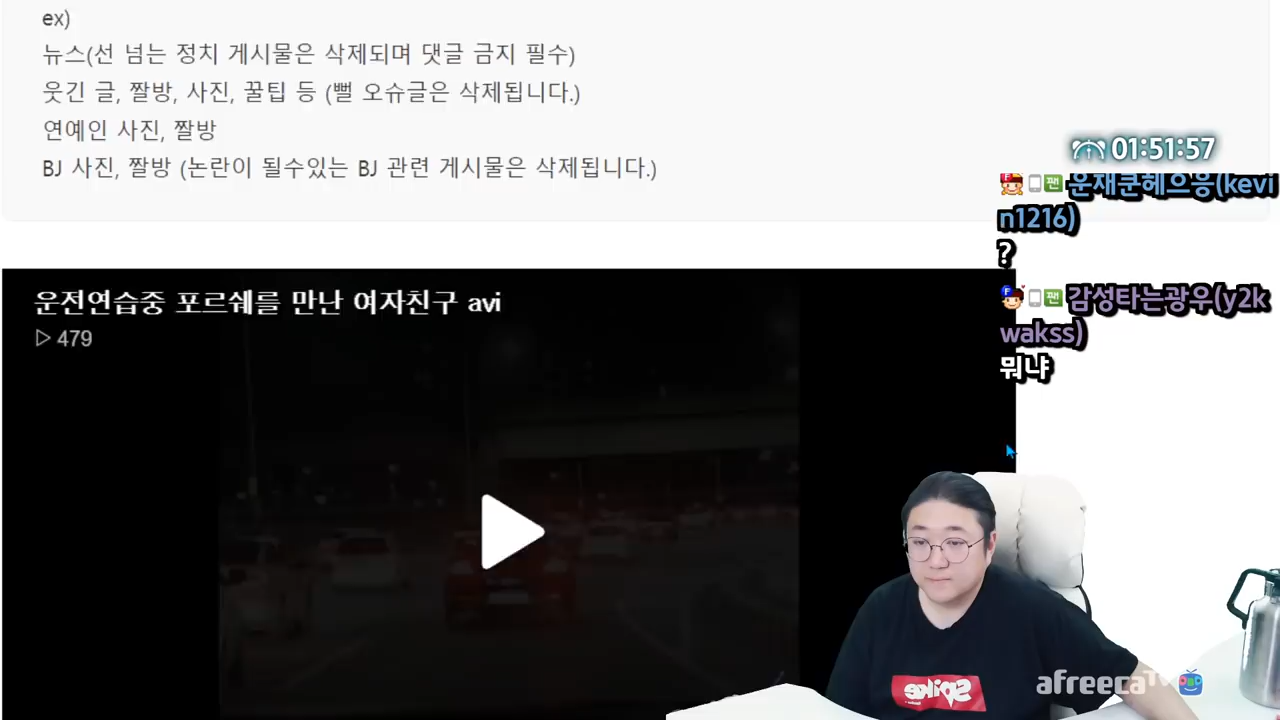 ex)
뉴스(선 넘는 정치 게시물은 삭제되며 댓글 금지 필수)
웃긴 글, 짤방, 사진, 꿀팁 등 (뻘 오슈글은 삭제됩니다.)
연예인 사진, 짤방
BJ 사진, 짤방 (논란이 될수있는 BJ 관련 게시물은 삭제됩니다.)
01:51:57
팬 운재쿤헤으응(kevi
n1216)
?
팬 감성타는광우(y2k
wakss)
뭐냐
운전연습중 포르쉐를 만난 여자친구 avi
479
Spike
afreecaTV